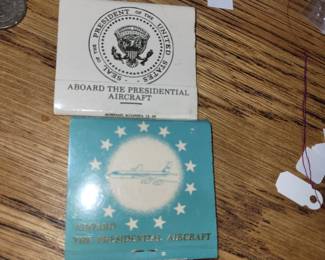 SEAL OF THE PRESIDENT OF THE UNITED STATES
ABOARD THE PRESIDENTIAL
AIRCRAFT
ABOARD
THE PRESIDENTIAL AIRCRAFT